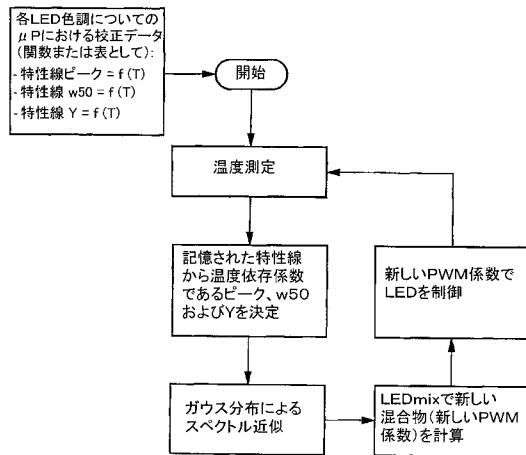 各LED色調についての
μPにおける校正データ
(関数または表として):
- 特性線ピーク = f(T)
- 特性線 w50 = f(T)
- 特性線 Y = f(T)
開始
温度測定
記憶された特性線
から温度依存係数
であるピーク、w50
およびYを決定
新しいPWM係数で
LEDを制御
ガウス分布による
スペクトル近似
LEDmixで新しい
混合物(新しいPWM
係数)を計算